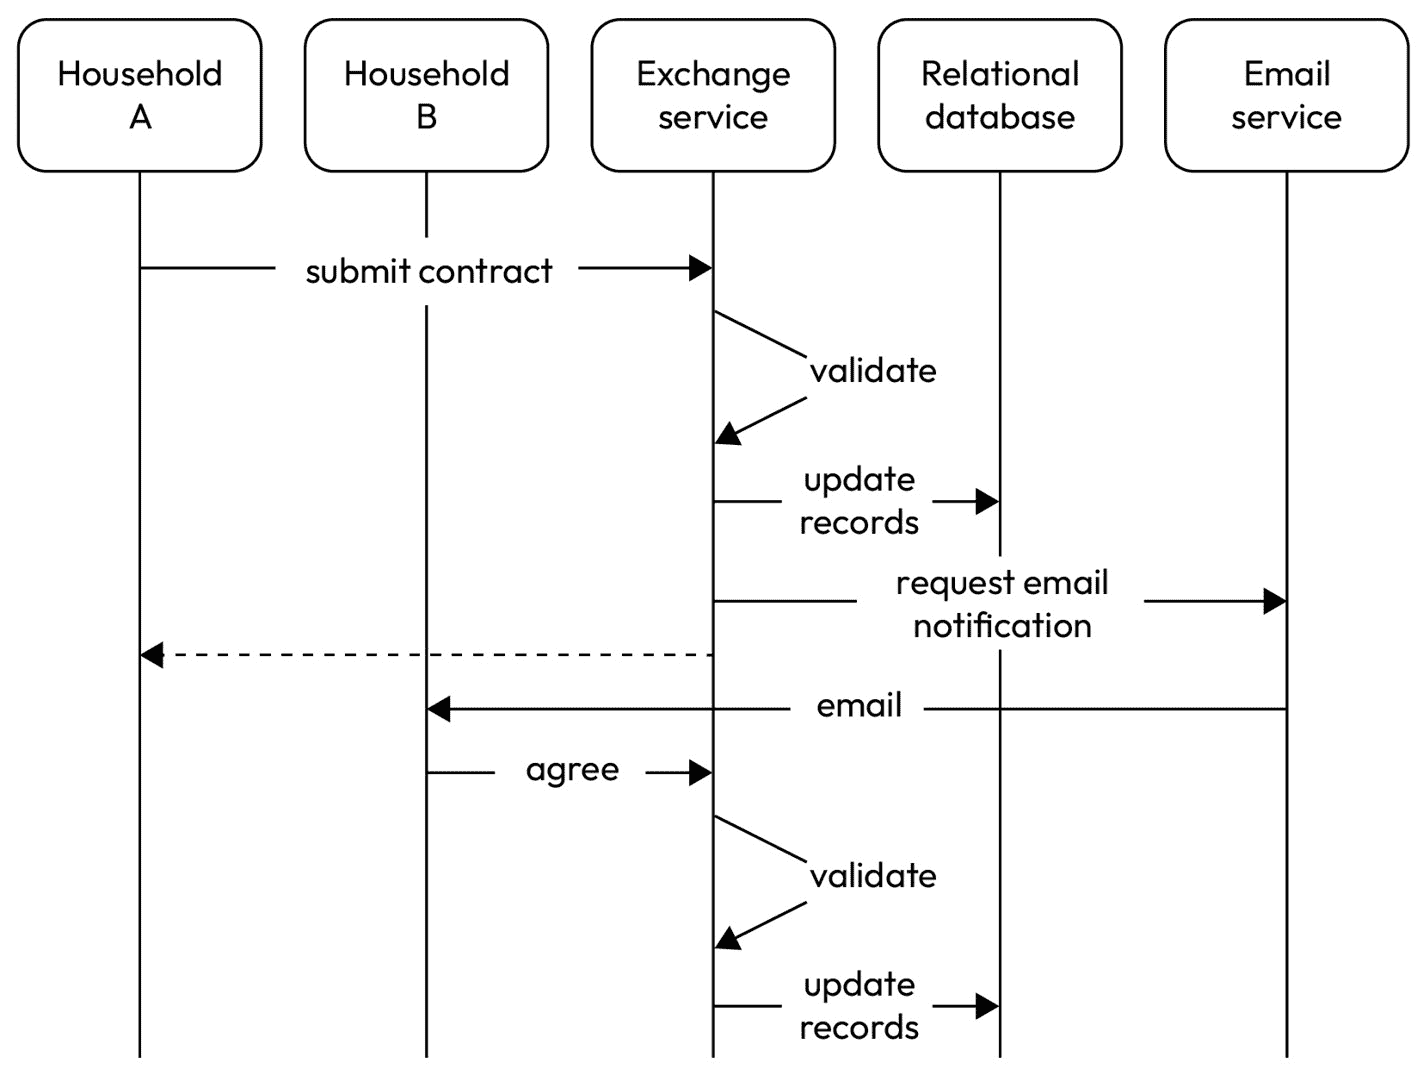 Household
A
Household
B
Exchange
service
Relational
database
Email
service
submit contract
validate
update
records
request email
notification
email
agree
validate
update
records